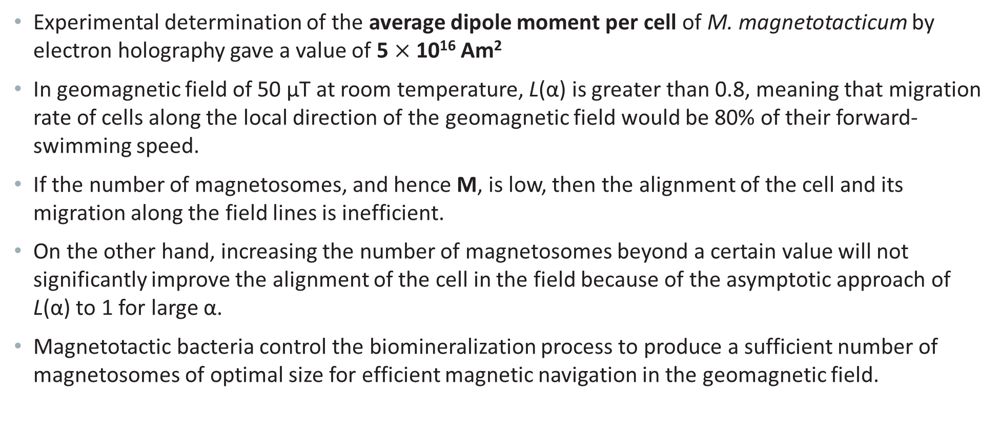 • Experimental determination of the average dipole moment per cell of M. magnetotacticum by
electron holography gave a value of 5 × 10¹⁶ Am²
• In geomagnetic field of 50 μT at room temperature, L(α) is greater than 0.8, meaning that migration
rate of cells along the local direction of the geomagnetic field would be 80% of their forward-
swimming speed.
• If the number of magnetosomes, and hence M, is low, then the alignment of the cell and its
migration along the field lines is inefficient.
• On the other hand, increasing the number of magnetosomes beyond a certain value will not
significantly improve the alignment of the cell in the field because of the asymptotic approach of
L(α) to 1 for large α.
• Magnetotactic bacteria control the biomineralization process to produce a sufficient number of
magnetosomes of optimal size for efficient magnetic navigation in the geomagnetic field.